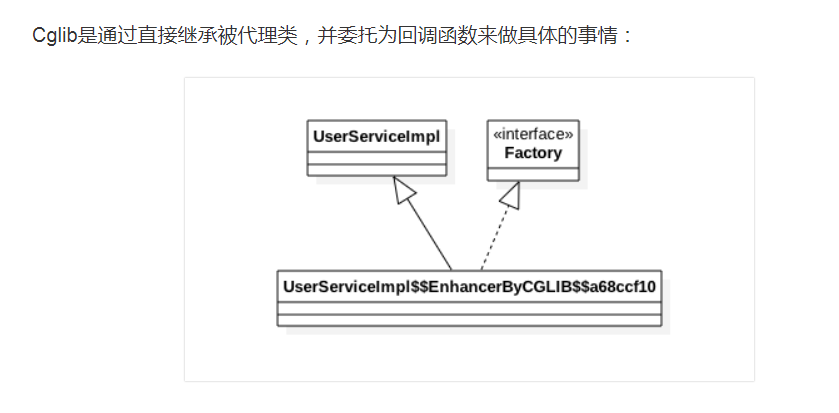 Cglib是通过直接继承被代理类，并委托为回调函数来做具体的事情：
UserServiceImpl
«interface»
Factory
UserServiceImpl$$EnhancerByCGLIB$$a68ccf10